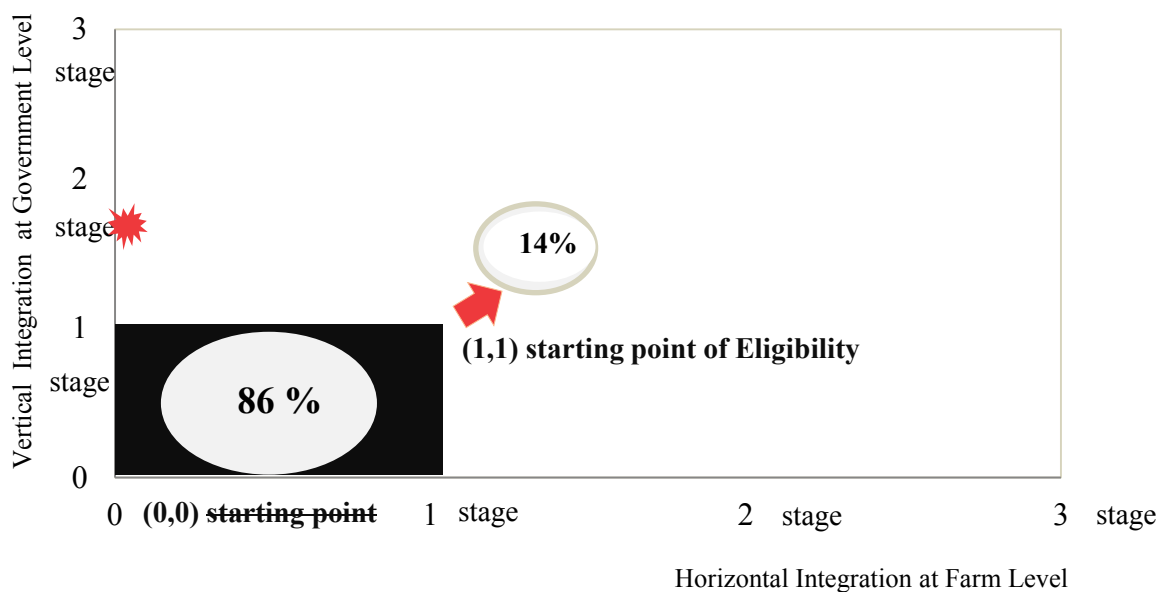 Vertical Integration at Government Level
3
stage
2
stage
14%
1
(1,1) starting point of Eligibility
stage
86 %
0
0 (0,0) starting point 1 stage 2 stage 3 stage
Horizontal Integration at Farm Level